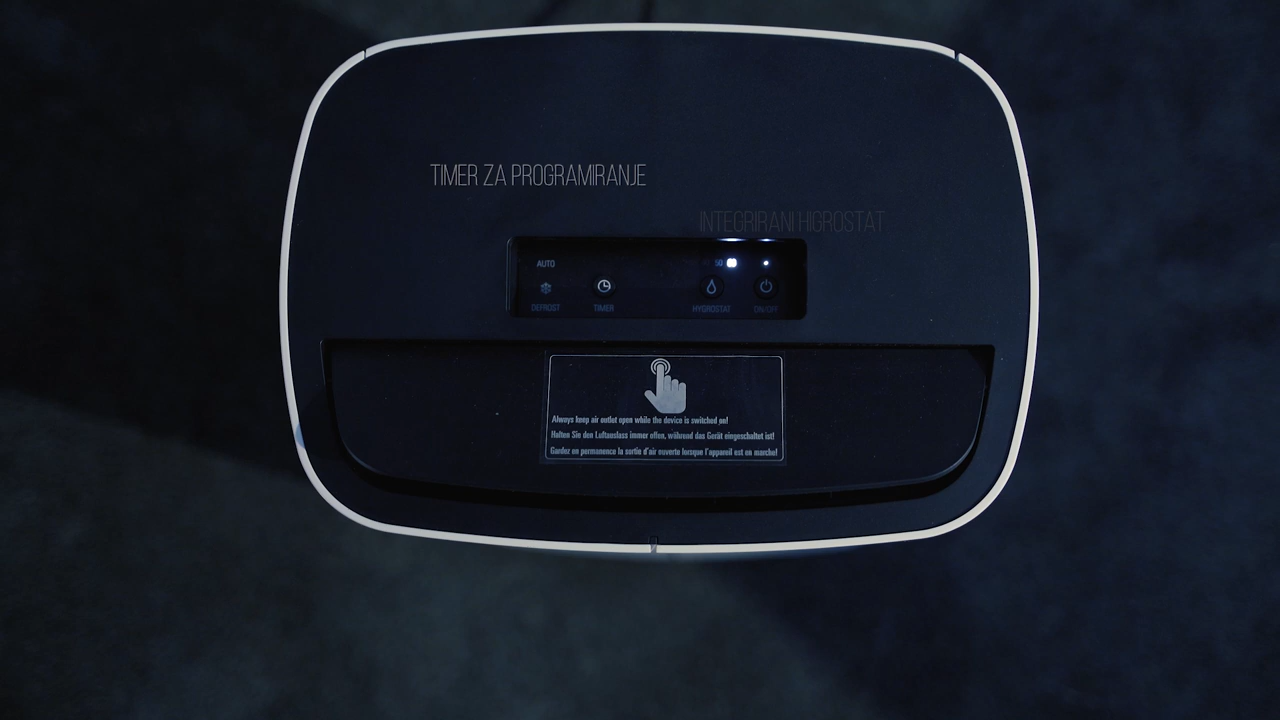 TIMER ZA PROGRAMIRANJE
INTEGRIRANI HIGROSTAT
AUTO
50
DEFROST
TIMER
HYGROSTAT
ON/OFF
Always keep air outlet open while the device is switched on!
Halten Sie den Luftauslass immer offen, während das Gerät eingeschaltet ist!
Gardez en permanence la sortie d'air ouverte lorsque l'appareil est en marche!